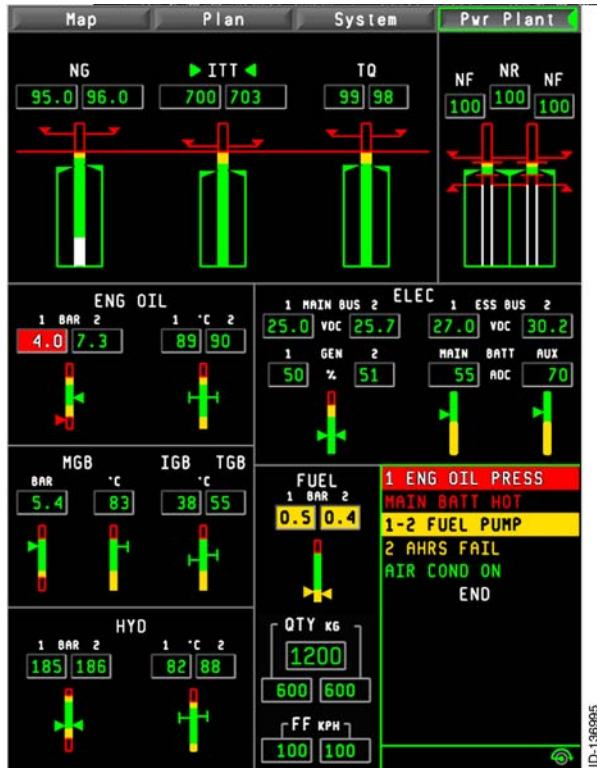 Map Plan System Pwr Plant
NG ITT TQ NF NR NF
95.0 96.0 700 703 99 98 100 100 100
ENG OIL
1 BAR 2 1 °C 2
4.0 7.3 89 90
ELEC
1 MAIN BUS 2 1 ESS BUS 2
25.0 VDC 25.7 27.0 VDC 30.2
1 GEN 2 MAIN BATT AUX
50 % 51 55 ADC 70
MGB IGB TGB
BAR °C °C
5.4 83 38 55
FUEL
1 BAR 2
0.5 0.4
QTY KG
1200
600 600
FF KPH
100 100
1 ENG OIL PRESS
MAIN BATT HOT
1-2 FUEL PUMP
2 AHRS FAIL
AIR COND ON
END
HYD
1 BAR 2 1 °C 2
185 186 82 88
ID-136995